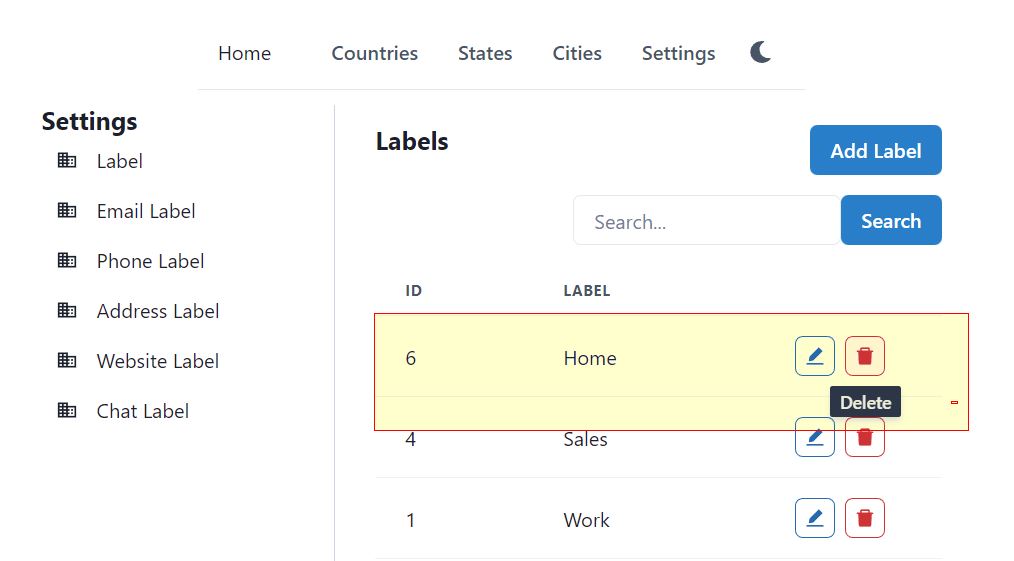 Home Countries States Cities Settings
Settings
Label
Email Label
Phone Label
Address Label
Website Label
Chat Label
Labels
Add Label
Search... Search
ID LABEL
6 Home
Delete
4 Sales
1 Work